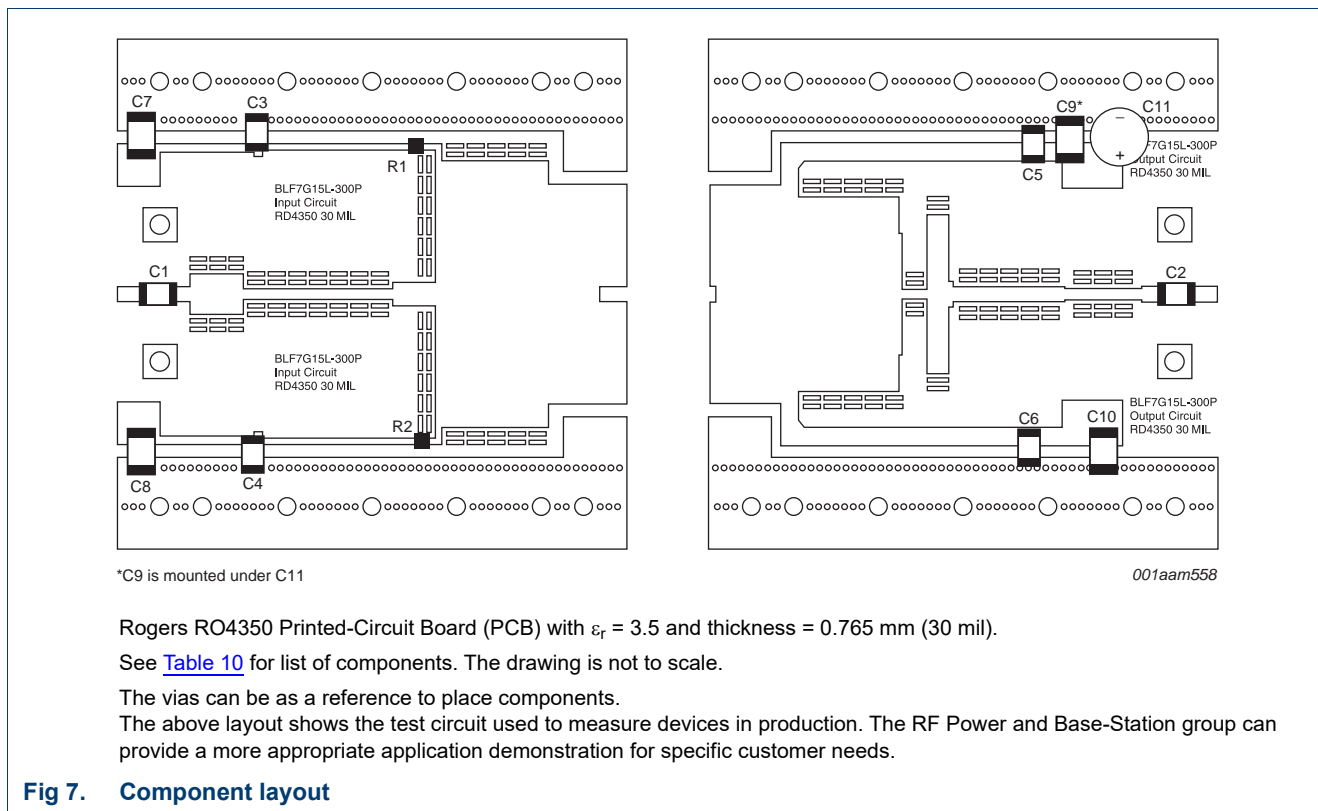 C7
C3
C9*
C11
−
+
R1
C5
BLF7G15L-300P
Output Circuit
RD4350 30 MIL
BLF7G15L-300P
Input Circuit
RD4350 30 MIL
C1
C2
BLF7G15L-300P
Input Circuit
RD4350 30 MIL
BLF7G15L-300P
Output Circuit
RD4350 30 MIL
R2
C6
C10
C8
C4
*C9 is mounted under C11
001aam558
Rogers RO4350 Printed-Circuit Board (PCB) with εr = 3.5 and thickness = 0.765 mm (30 mil).
See Table 10 for list of components. The drawing is not to scale.
The vias can be as a reference to place components.
The above layout shows the test circuit used to measure devices in production. The RF Power and Base-Station group can
provide a more appropriate application demonstration for specific customer needs.
Fig 7. Component layout